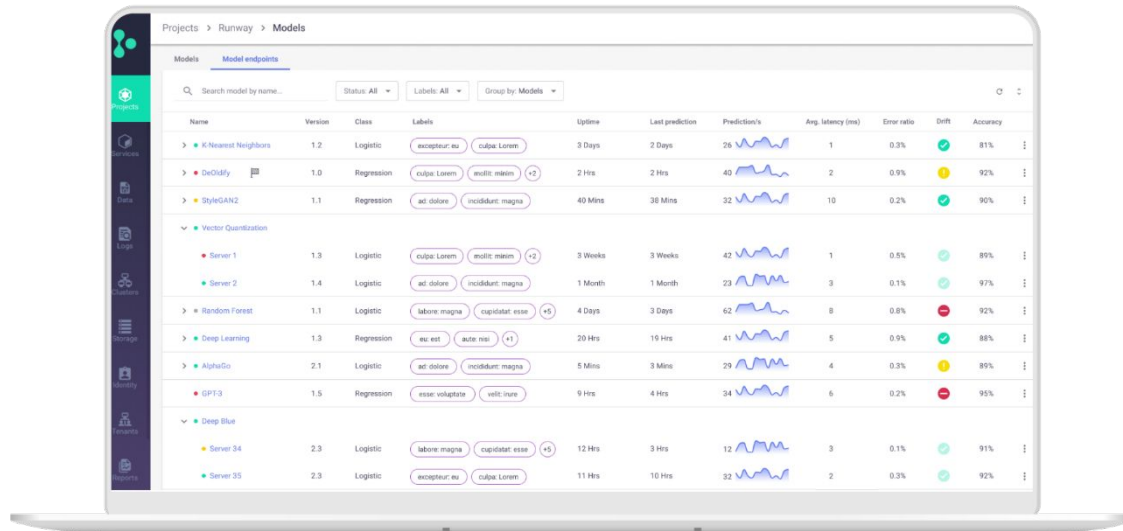 Projects > Runway > Models
Models Model endpoints
Search model by name... Status: All Labels: All Group by: Models
Name Version Class Labels Uptime Last prediction Prediction/s Avg. latency (ms) Error ratio Drift Accuracy
K-Nearest Neighbors 1.2 Logistic excepteur: eu culpa: Lorem 3 Days 2 Days 26 1 0.3% 81%
DeOldify 1.0 Regression culpa: Lorem mollit: minim +2 2 Hrs 2 Hrs 40 2 0.9% 92%
StyleGAN2 1.1 Regression ad: dolore incididunt: magna 40 Mins 38 Mins 32 10 0.2% 90%
Vector Quantization
Server 1 1.3 Logistic culpa: Lorem mollit: minim +2 3 Weeks 3 Weeks 42 1 0.5% 89%
Server 2 1.4 Logistic ad: dolore incididunt: magna 1 Month 1 Month 23 3 0.1% 97%
Random Forest 1.1 Logistic labore: magna cupidatat: esse +5 4 Days 3 Days 62 8 0.8% 92%
Deep Learning 1.3 Regression eu: est aute: nisi +1 20 Hrs 19 Hrs 41 5 0.9% 88%
AlphaGo 2.1 Logistic ad: dolore incididunt: magna 5 Mins 3 Mins 29 4 0.3% 89%
GPT-3 1.5 Regression esse: voluptate velit: irure 9 Hrs 4 Hrs 34 6 0.2% 95%
Deep Blue
Server 34 2.3 Logistic labore: magna cupidatat: esse +5 12 Hrs 3 Hrs 12 3 0.1% 91%
Server 35 2.3 Logistic excepteur: eu culpa: Lorem 11 Hrs 10 Hrs 32 2 0.3% 92%
Projects
Services
Data
Logs
Clusters
Storage
Identity
Tenants
Reports